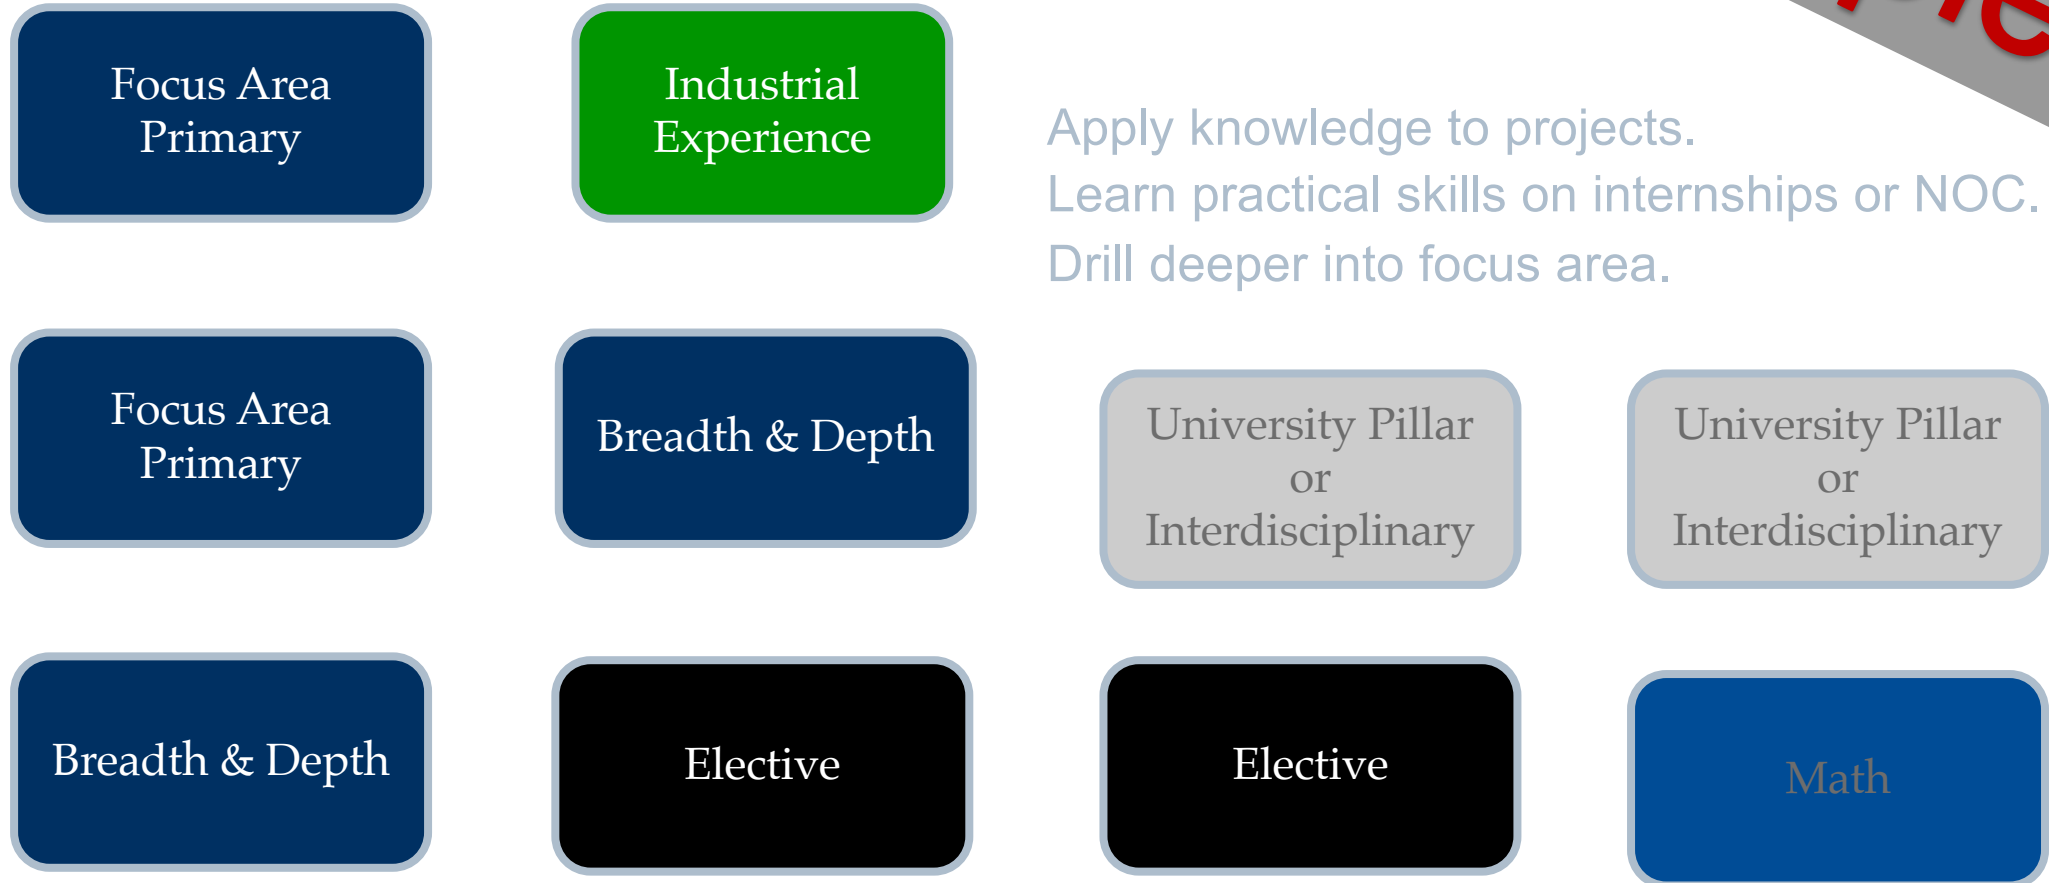 Focus Area
Primary
Industrial
Experience
Apply knowledge to projects.
Learn practical skills on internships or NOC.
Drill deeper into focus area.
Focus Area
Primary
Breadth & Depth
University Pillar
or
Interdisciplinary
University Pillar
or
Interdisciplinary
Breadth & Depth
Elective
Elective
Math